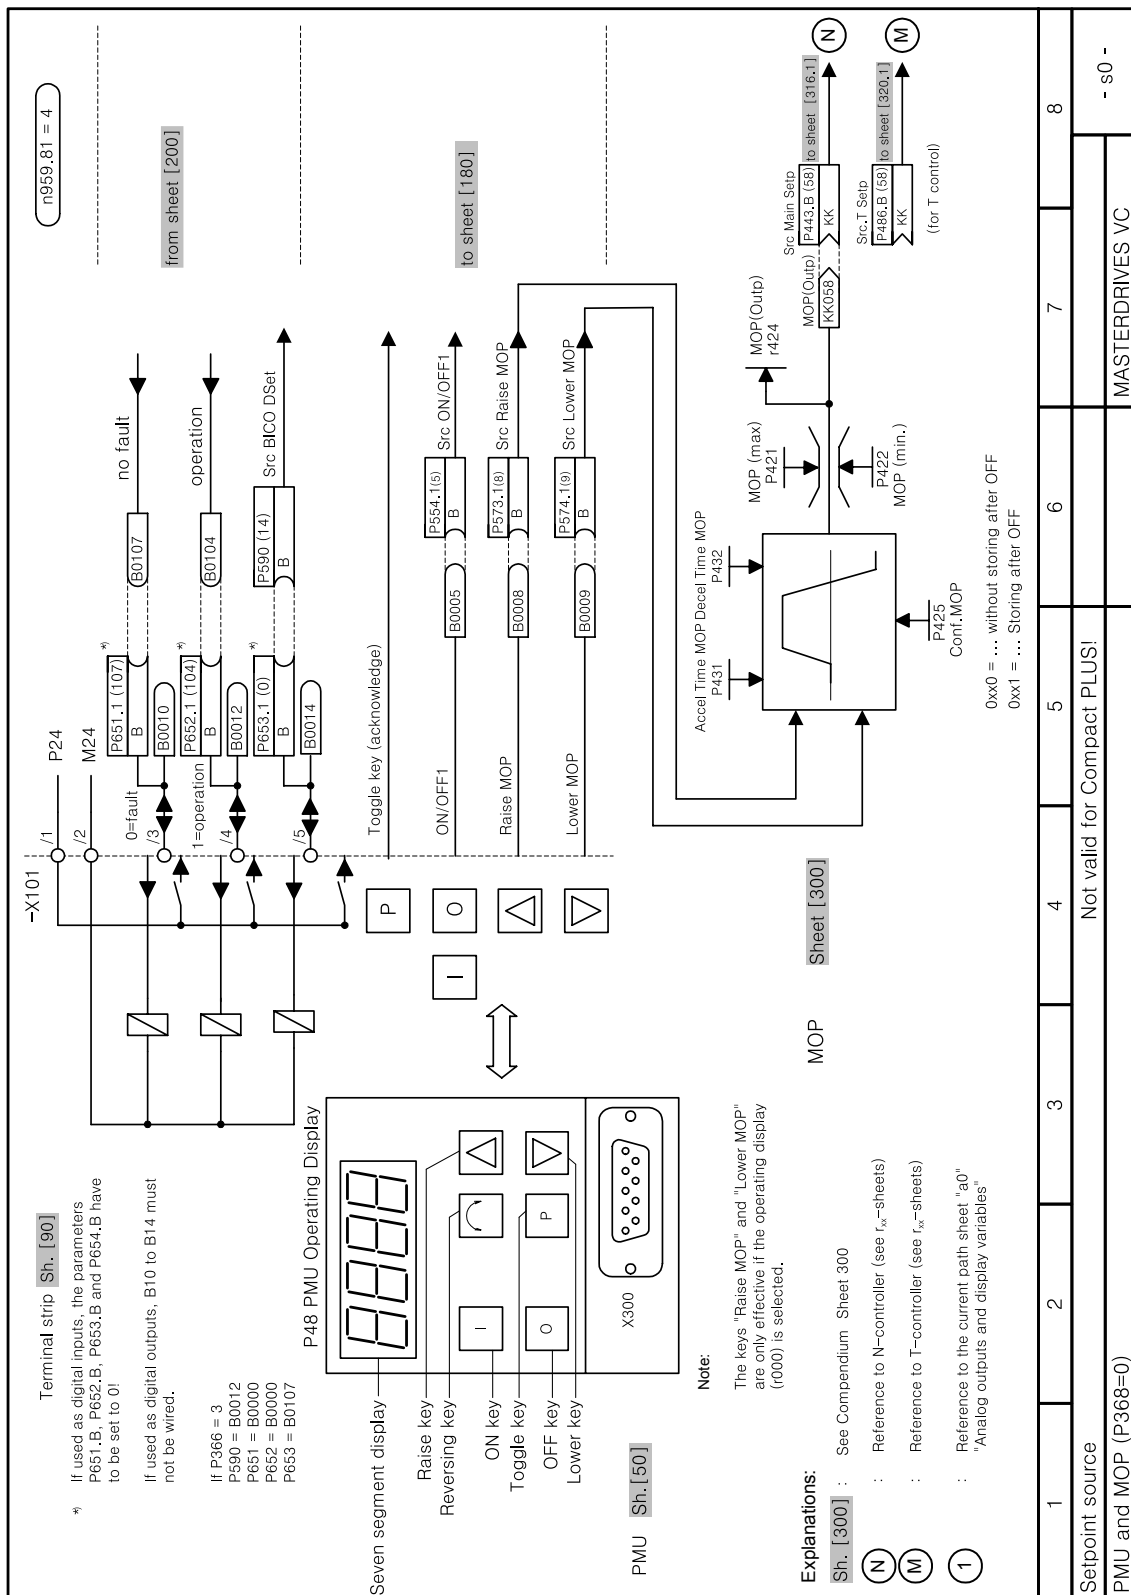 n959.81 = 4
Terminal strip Sh. [90]
*) If used as digital inputs, the parameters
P651.B, P652.B, P653.B and P654.B have
to be set to 0!
If used as digital outputs, B10 to B14 must
not be wired.
If P366 = 3
P590 = B0012
P651 = B0000
P652 = B0000
P653 = B0107
-X101
/1
P24
/2
M24
0=fault
/3
P651.1 (107)
*)
B
B0010
B0107
no fault
from sheet [200]
1=operation
/4
P652.1 (104)
*)
B
B0012
B0104
operation
/5
P653.1 (0)
*)
B
B0014
P590 (14)
B
Src BICO DSet
P48 PMU Operating Display
Seven segment display
Raise key
Reversing key
ON key
Toggle key
OFF key
Lower key
I
P
O
X300
PMU Sh.[50]
P
Toggle key (acknowledge)
I
O
ON/OFF1
B0005
P554.1(5)
B
Src ON/OFF1
to sheet [180]
Raise MOP
B0008
P573.1(8)
B
Src Raise MOP
Lower MOP
B0009
P574.1(9)
B
Src Lower MOP
Note:
The keys "Raise MOP" and "Lower MOP"
are only effective if the operating display
(r000) is selected.
MOP
Sheet [300]
Accel Time MOP
P431
Decel Time MOP
P432
P425
Conf.MOP
0xx0 = ... without storing after OFF
0xx1 = ... Storing after OFF
MOP (max)
P421
P422
MOP (min.)
MOP(Outp)
r424
MOP(Outp)
KK058
Src Main Setp
P443.B (58)
KK
to sheet [316.1]
N
Src.T Setp
P486.B (58)
KK
to sheet [320.1]
M
(for T control)
Explanations:
Sh. [300] : See Compendium Sheet 300
N : Reference to N-controller (see rxx-sheets)
M : Reference to T-controller (see rxx-sheets)
1 : Reference to the current path sheet "a0"
"Analog outputs and display variables"
1 2 3 4 5 6 7 8
Setpoint source
Not valid for Compact PLUS!
- s0 -
PMU and MOP (P368=0)
MASTERDRIVES VC